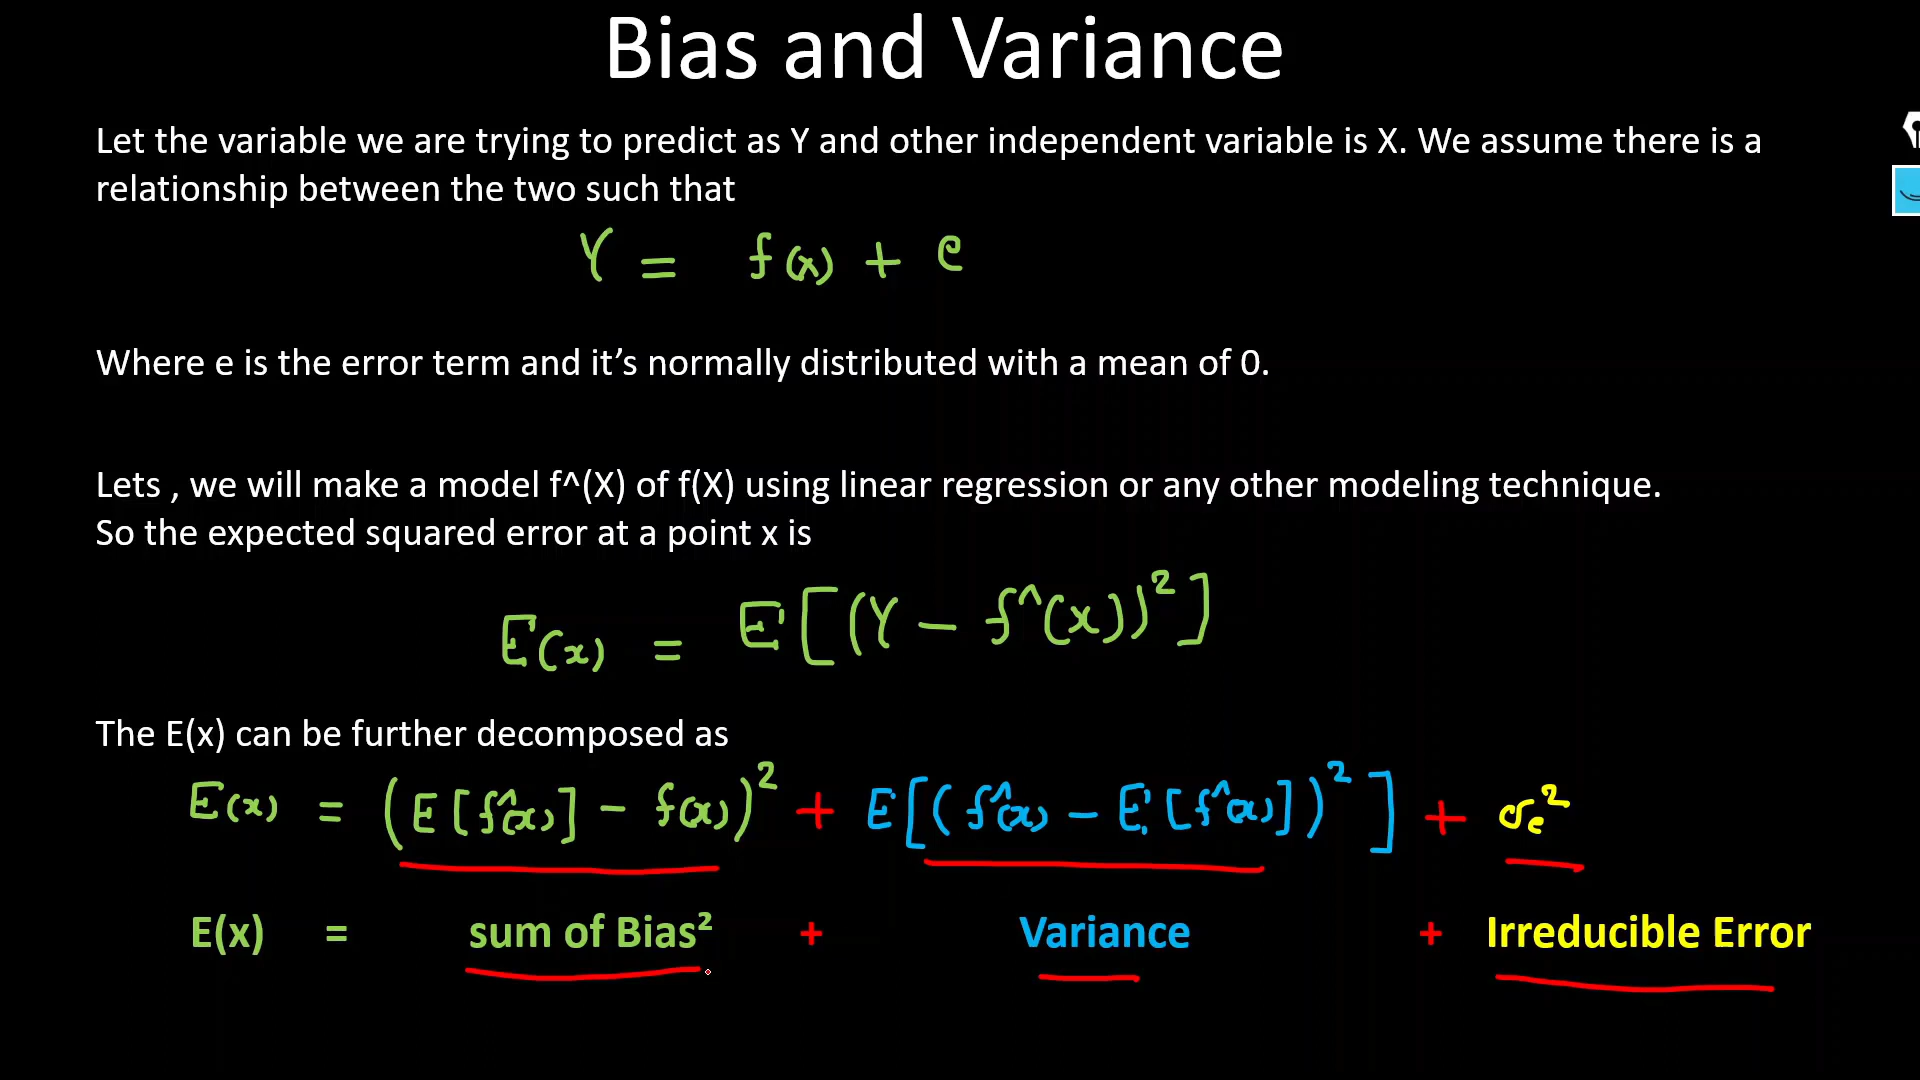 Bias and Variance
Let the variable we are trying to predict as Y and other independent variable is X. We assume there is a
relationship between the two such that
Y = f(x) + e
Where e is the error term and it’s normally distributed with a mean of 0.
Lets , we will make a model f^(X) of f(X) using linear regression or any other modeling technique.
So the expected squared error at a point x is
E(x) = E[(Y - f^(x))²]
The E(x) can be further decomposed as
E(x) = (E[f^(x)] - f(x))² + E[(f^(x) - E[f^(x)])²] + σe²
E(x) = sum of Bias² + Variance + Irreducible Error